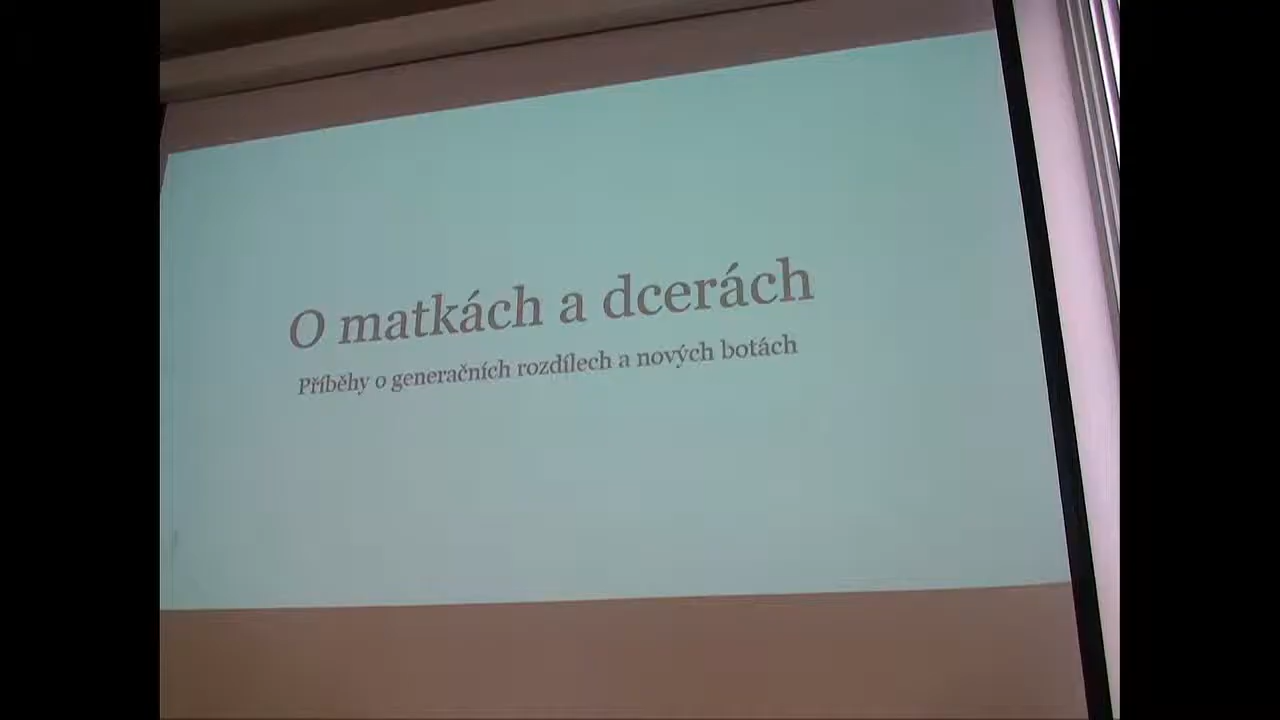 O matkách a dcerách
Příběhy o generačních rozdílech a nových botách